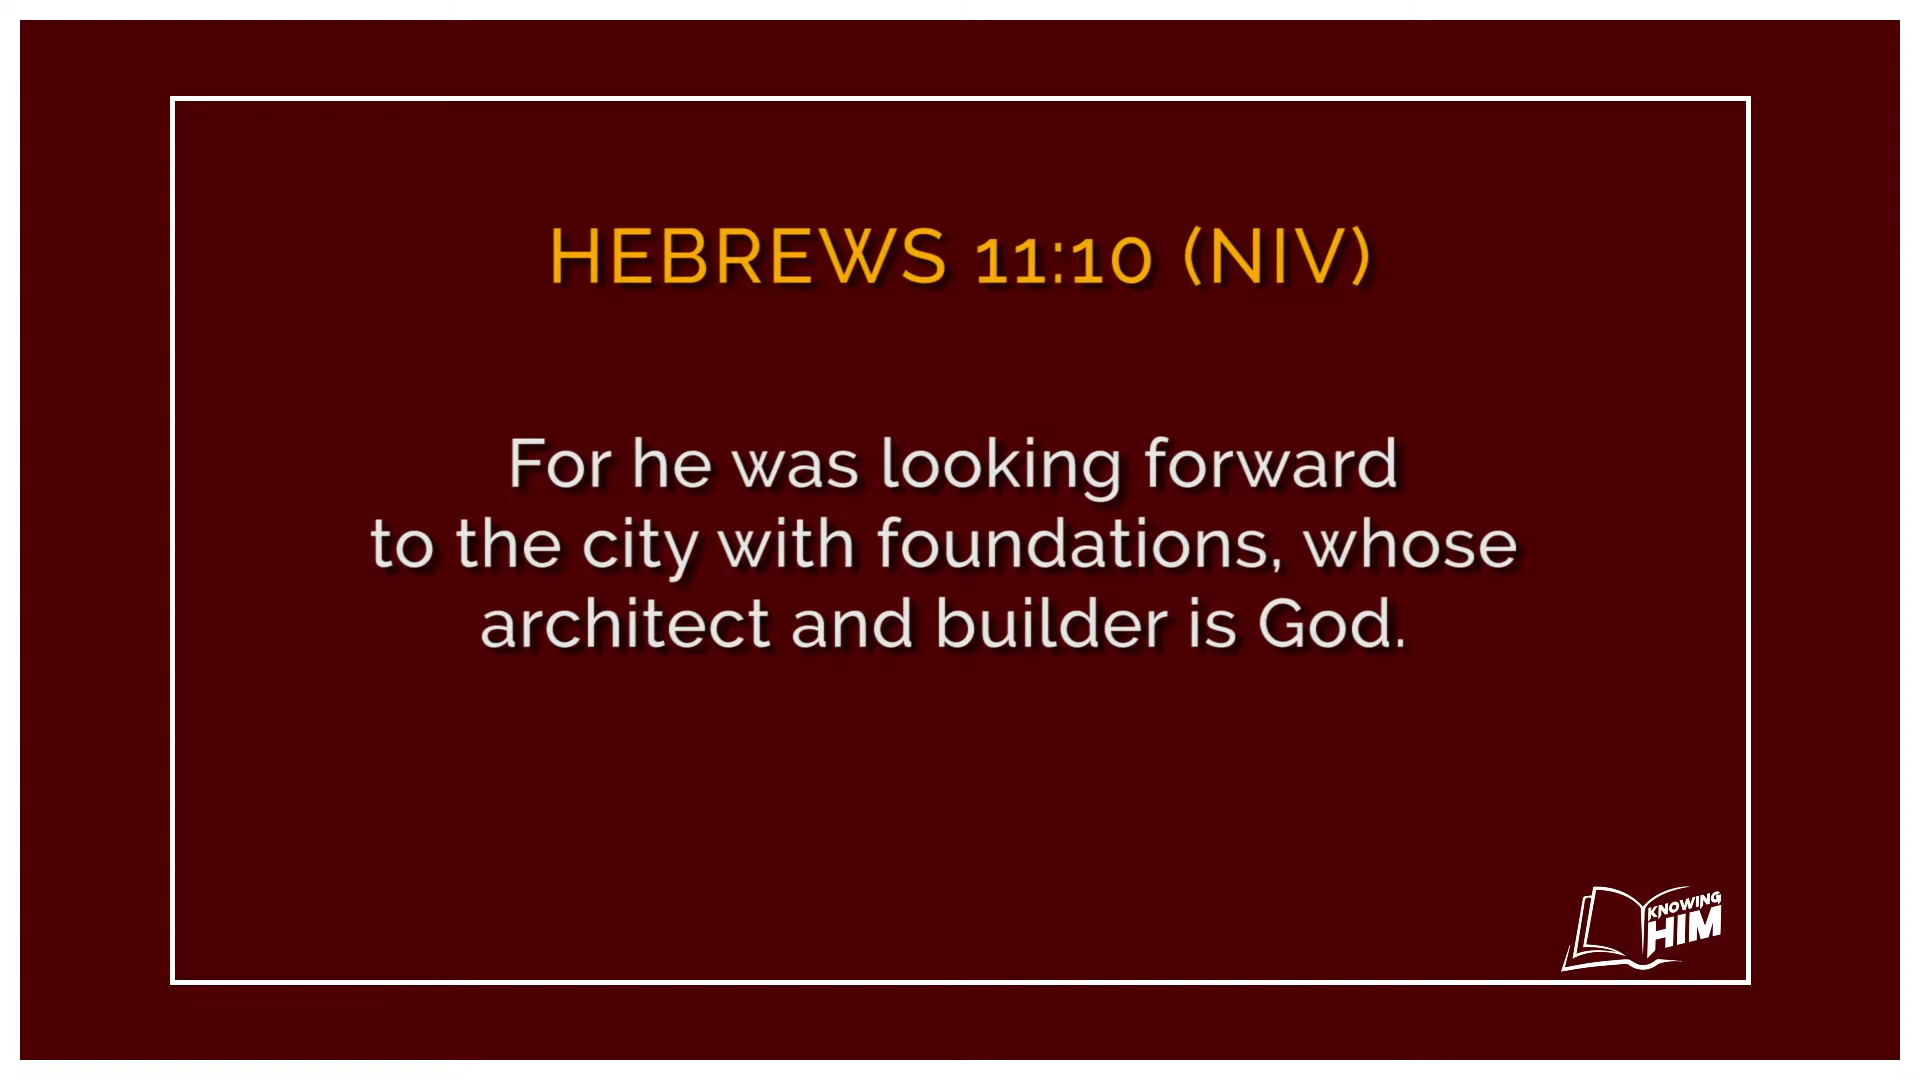 HEBREWS 11:10 (NIV)
For he was looking forward
to the city with foundations, whose
architect and builder is God.
KNOWING
HIM